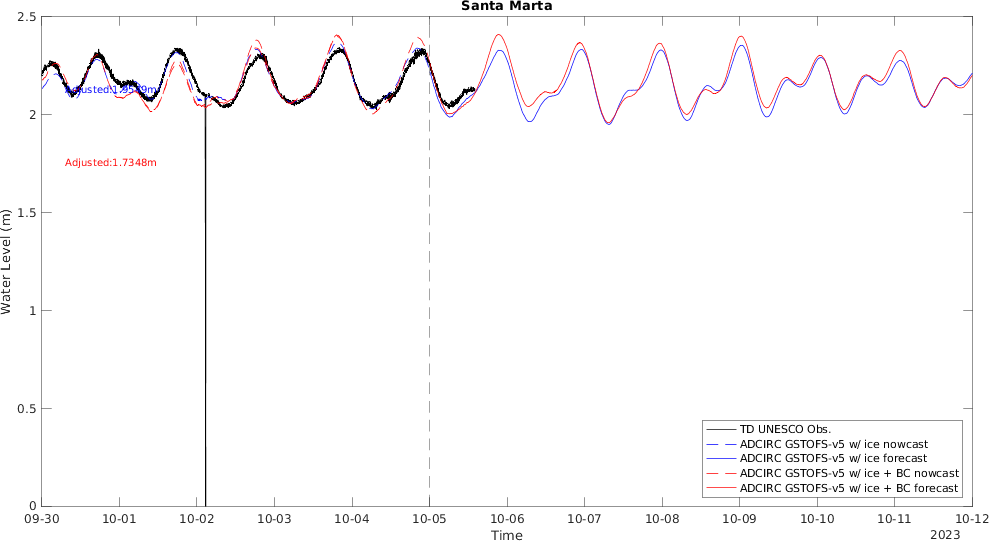 Santa Marta
2.5
2
1.5
1
0.5
0
Water Level (m)
Adjusted:1.9579m
Adjusted:1.7348m
TD UNESCO Obs.
ADCIRC GSTOFS-v5 w/ ice nowcast
ADCIRC GSTOFS-v5 w/ ice forecast
ADCIRC GSTOFS-v5 w/ ice + BC nowcast
ADCIRC GSTOFS-v5 w/ ice + BC forecast
09-30 10-01 10-02 10-03 10-04 10-05 10-06 10-07 10-08 10-09 10-10 10-11 10-12
Time
2023